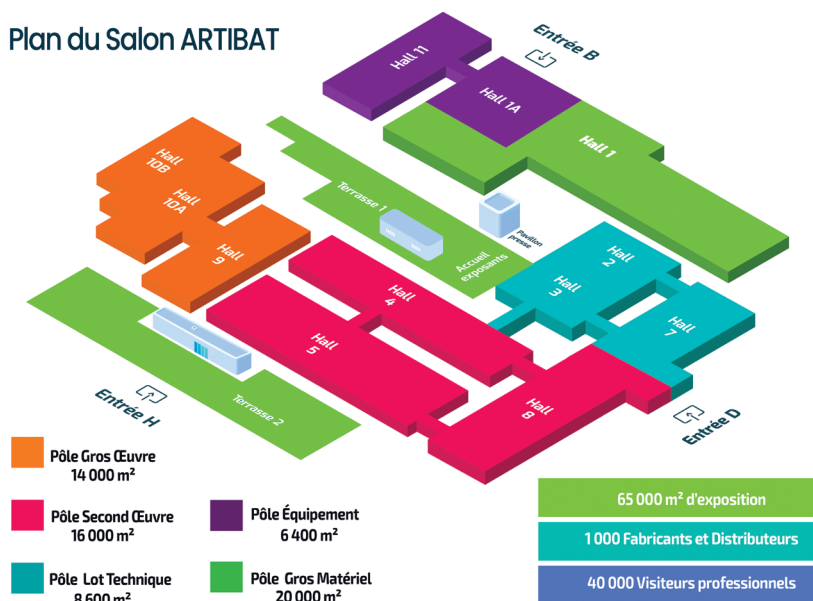 Plan du Salon ARTIBAT
Entrée B
Hall 11
Hall 1A
Hall 1
Hall
10B
Hall
10A
Hall
9
Terrasse 1
Pavillon
presse
Accueil
exposants
Hall
2
Hall
3
Hall
4
Hall
5
Hall
7
Hall
8
Terrasse 2
Entrée H
Entrée D
Pôle Gros Œuvre
14 000 m²
Pôle Second Œuvre
16 000 m²
Pôle Équipement
6 400 m²
Pôle Lot Technique
8 600 m²
Pôle Gros Matériel
20 000 m²
65 000 m² d'exposition
1 000 Fabricants et Distributeurs
40 000 Visiteurs professionnels